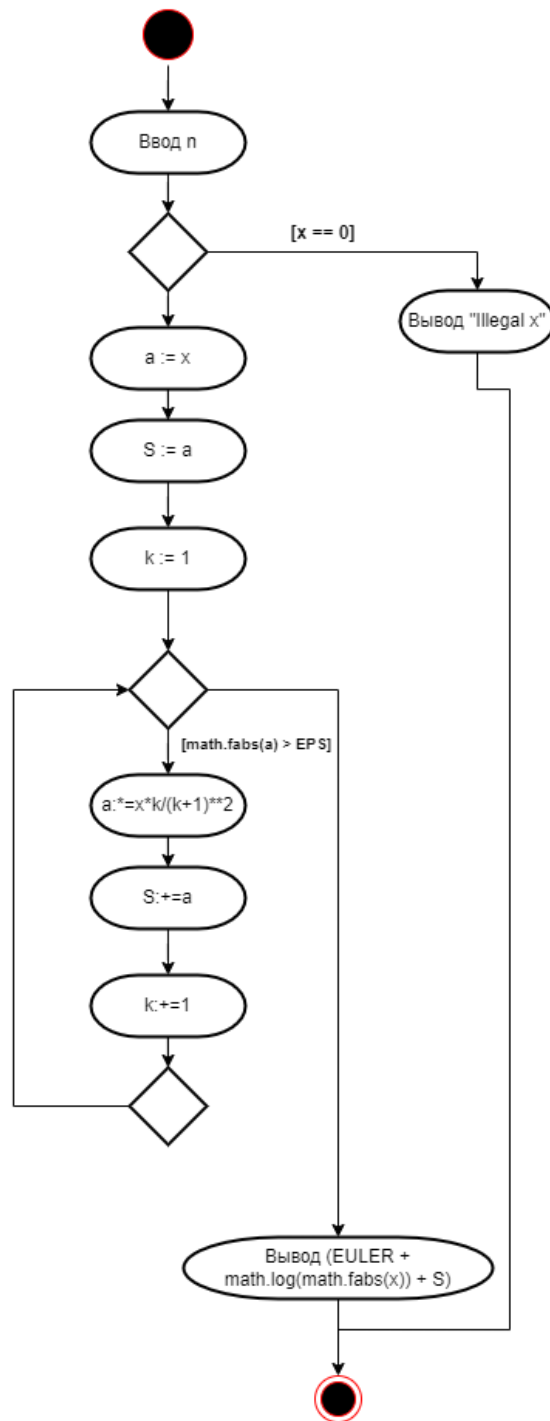 Ввод n
[x == 0]
Вывод "Illegal x"
a := x
S := a
k := 1
[math.fabs(a) > EPS]
a:*=x*k/(k+1)**2
S:+=a
k:+=1
Вывод (EULER +
math.log(math.fabs(x)) + S)